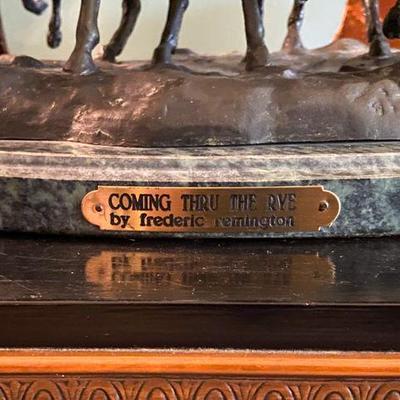 COMING THRU THE RYE
by frederic remington